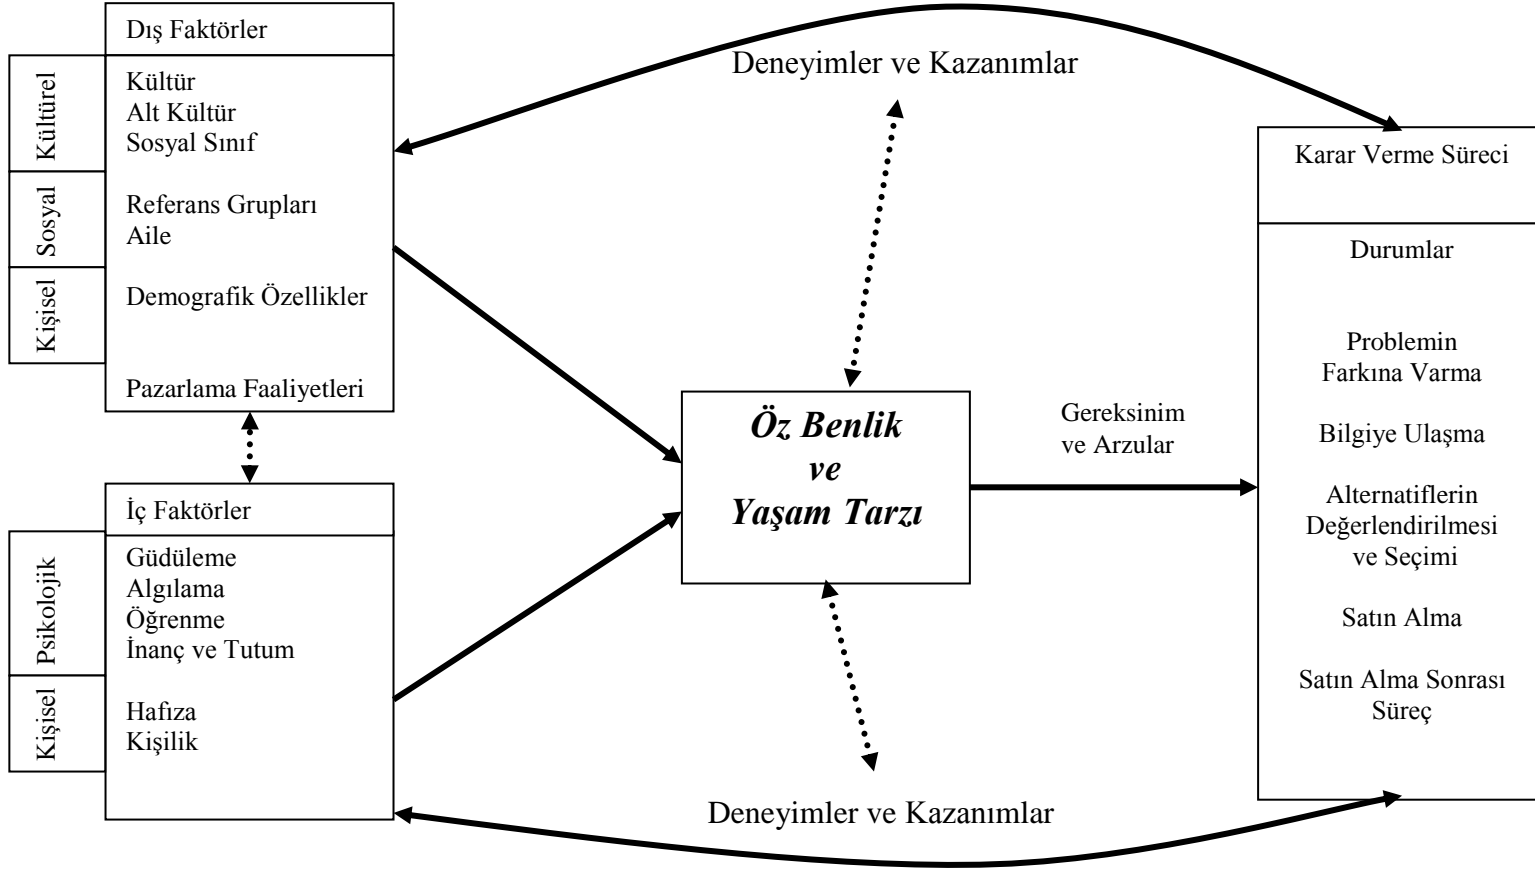 Dış Faktörler
Kültürel
Kültür
Alt Kültür
Sosyal Sınıf
Sosyal
Referans Grupları
Aile
Kişisel
Demografik Özellikler
Pazarlama Faaliyetleri
İç Faktörler
Psikolojik
Güdüleme
Algılama
Öğrenme
İnanç ve Tutum
Kişisel
Hafıza
Kişilik
Deneyimler ve Kazanımlar
Öz Benlik
ve
Yaşam Tarzı
Deneyimler ve Kazanımlar
Gereksinim
ve Arzular
Karar Verme Süreci
Durumlar
Problemin
Farkına Varma
Bilgiye Ulaşma
Alternatiflerin
Değerlendirilmesi
ve Seçimi
Satın Alma
Satın Alma Sonrası
Süreç